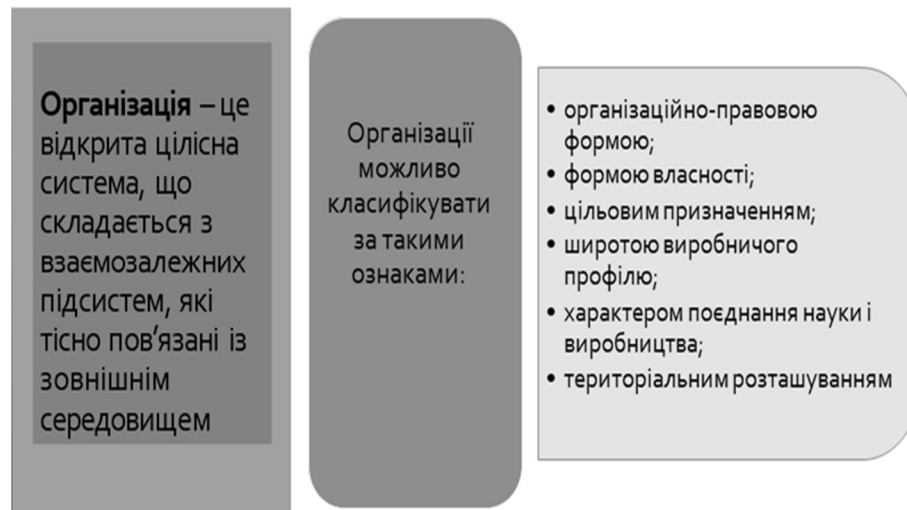 Організація – це
відкрита цілісна
система, що
складається з
взаємозалежних
підсистем, які
тісно пов’язані із
зовнішнім
середовищем
Організації
можливо
класифікувати
за такими
ознаками:
• організаційно-правовою
формою;
• формою власності;
• цільовим призначенням;
• широтою виробничого
профілю;
• характером поєднання науки і
виробництва;
• територіальним розташуванням